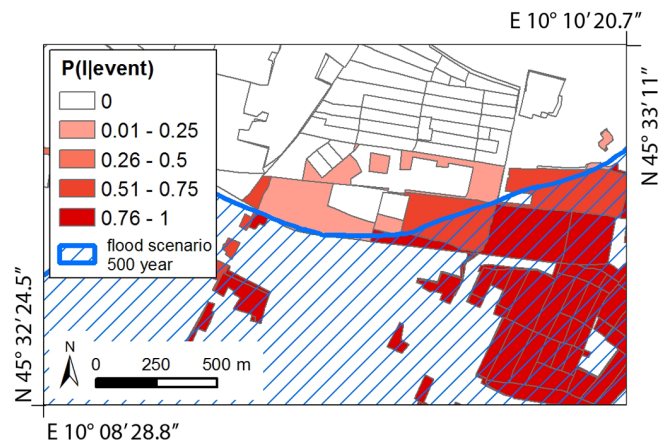 E 10° 10' 20.7"
N 45° 33' 11"
P(I|event)
0
0.01 - 0.25
0.26 - 0.5
0.51 - 0.75
0.76 - 1
flood scenario
500 year
N
0 250 500 m
N 45° 32' 24.5"
E 10° 08' 28.8"